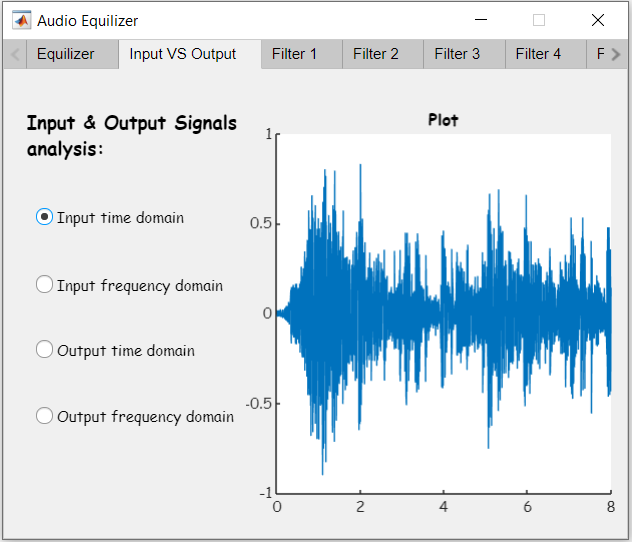 Audio Equilizer
Equilizer
Input VS Output
Filter 1
Filter 2
Filter 3
Filter 4
F
Input & Output Signals
analysis:
Input time domain
Input frequency domain
Output time domain
Output frequency domain
Plot
1
0.5
0
-0.5
-1
0 2 4 6 8